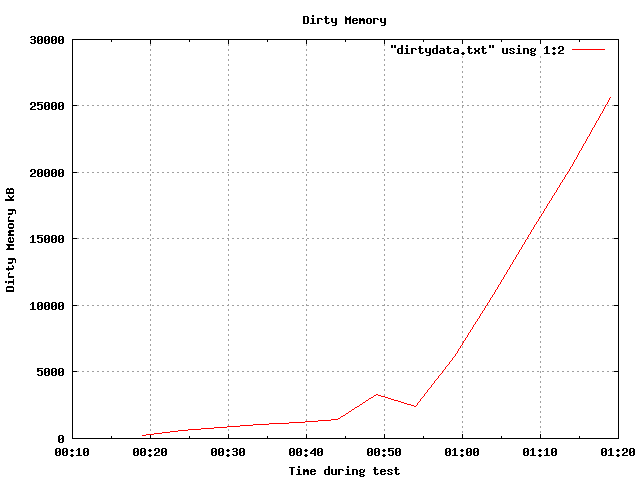 Dirty Memory
"dirtydata.txt" using 1:2
30000
25000
20000
15000
10000
5000
0
Dirty Memory kB
00:10 00:20 00:30 00:40 00:50 01:00 01:10 01:20
Time during test